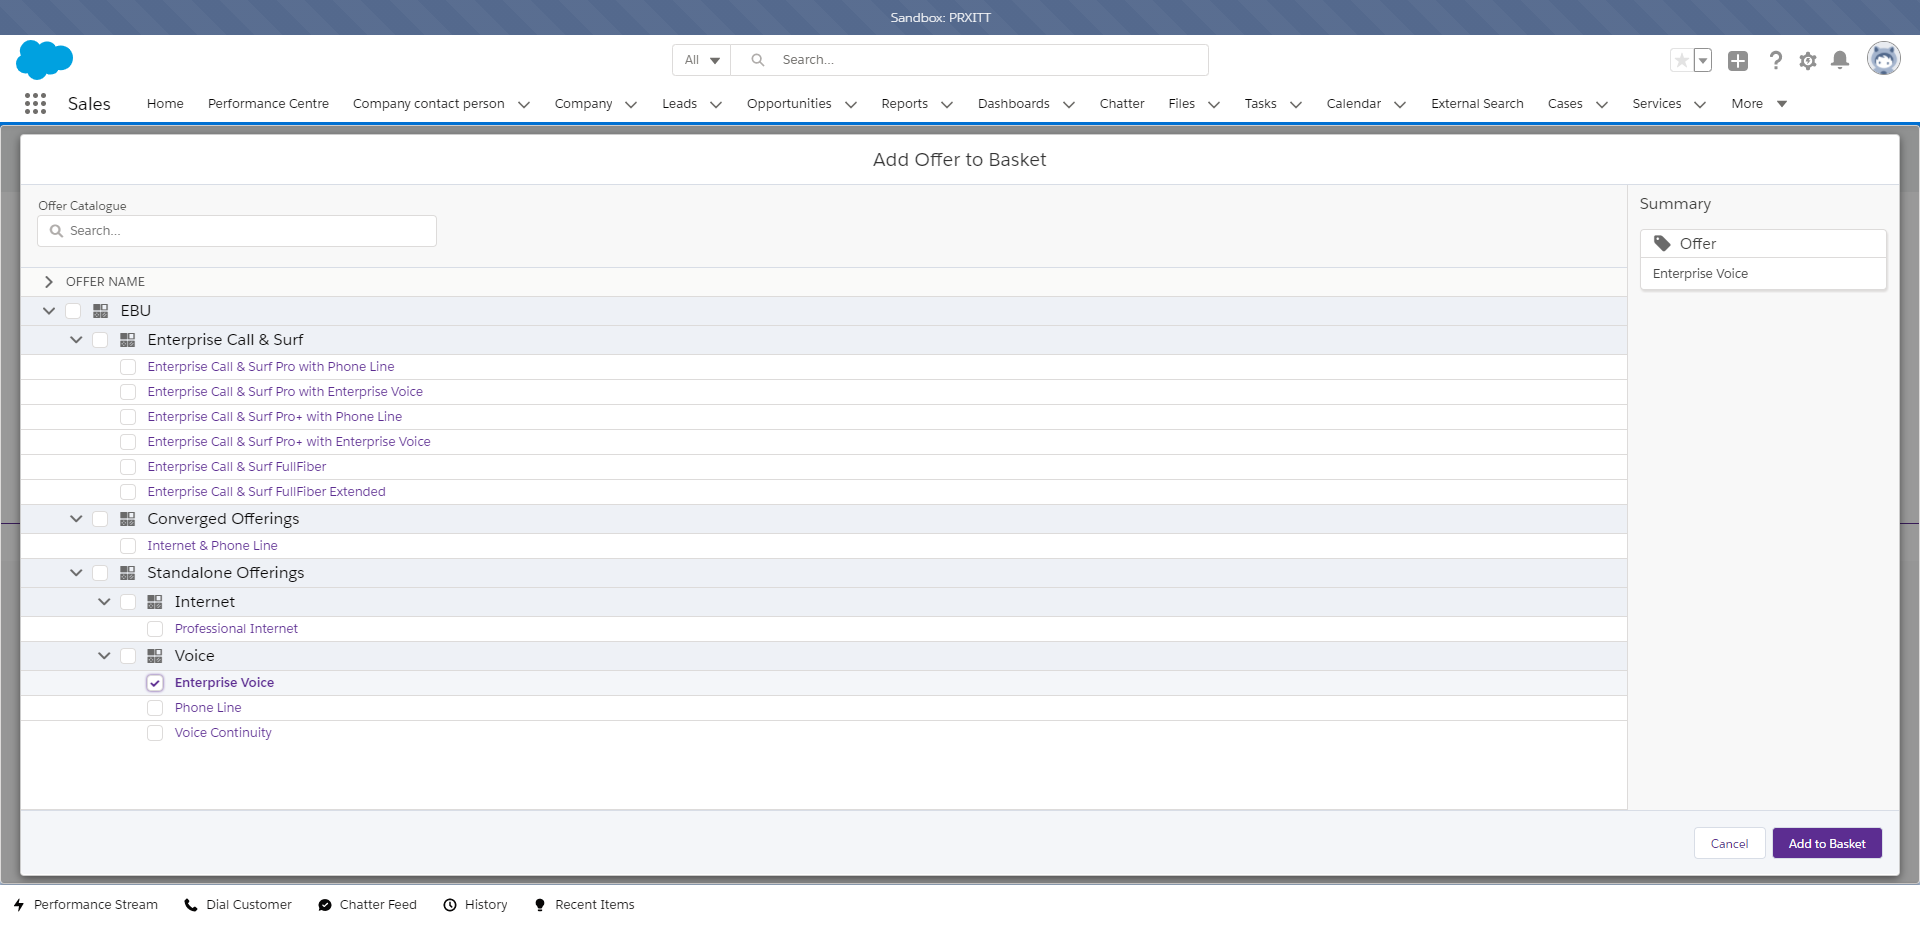 Sandbox: PRXITT
All
Search...
Sales
Home
Performance Centre
Company contact person
Company
Leads
Opportunities
Reports
Dashboards
Chatter
Files
Tasks
Calendar
External Search
Cases
Services
More
Add Offer to Basket
Offer Catalogue
Search...
OFFER NAME
EBU
Enterprise Call & Surf
Enterprise Call & Surf Pro with Phone Line
Enterprise Call & Surf Pro with Enterprise Voice
Enterprise Call & Surf Pro+ with Phone Line
Enterprise Call & Surf Pro+ with Enterprise Voice
Enterprise Call & Surf FullFiber
Enterprise Call & Surf FullFiber Extended
Converged Offerings
Internet & Phone Line
Standalone Offerings
Internet
Professional Internet
Voice
Enterprise Voice
Phone Line
Voice Continuity
Summary
Offer
Enterprise Voice
Cancel
Add to Basket
Performance Stream
Dial Customer
Chatter Feed
History
Recent Items